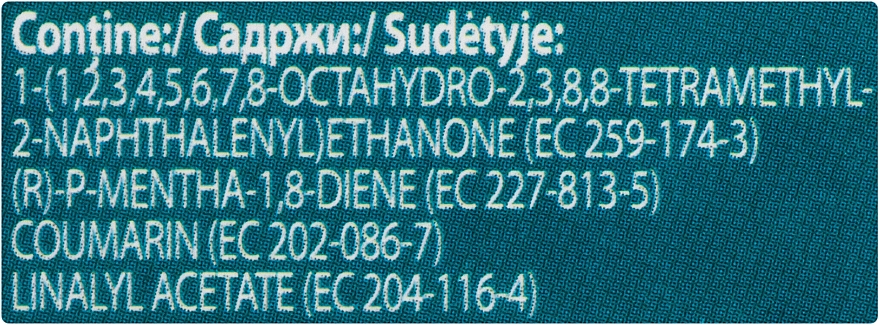 Conține:/ Садржи:/ Sudėtyje:
1-(1,2,3,4,5,6,7,8-OCTAHYDRO-2,3,8,8-TETRAMETHYL-
2-NAPHTHALENYL)ETHANONE (EC 259-174-3)
(R)-P-MENTHA-1,8-DIENE (EC 227-813-5)
COUMARIN (EC 202-086-7)
LINALYL ACETATE (EC 204-116-4)